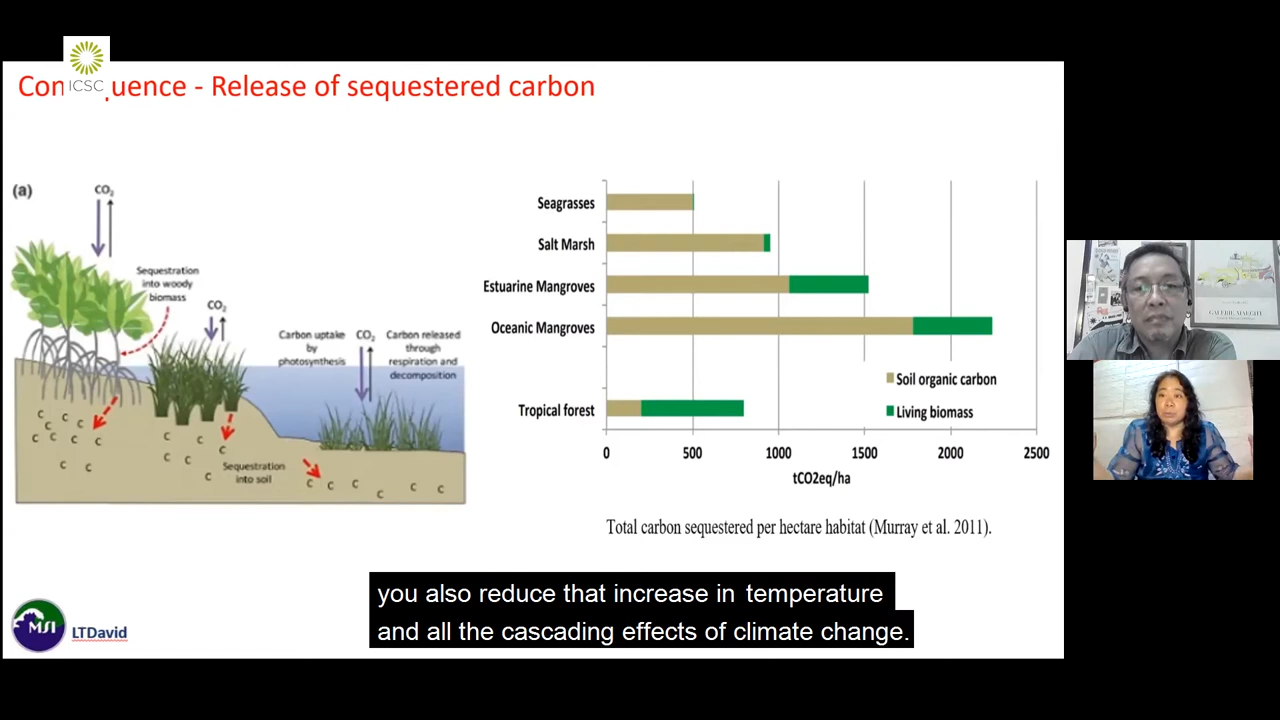 ICSC
Con uence - Release of sequestered carbon
(a)
CO2
Sequestration
into woody
biomass
CO2
Carbon uptake
by
photosynthesis
CO2
Carbon released
through
respiration and
decomposition
C C C C C C C C C
C C C C C C
Sequestration
into soil
C C C C C C
Seagrasses
Salt Marsh
Estuarine Mangroves
Oceanic Mangroves
Tropical forest
Soil organic carbon
Living biomass
0 500 1000 1500 2000 2500
tCO2eq/ha
Total carbon sequestered per hectare habitat (Murray et al. 2011).
MSI
LTDavid
you also reduce that increase in temperature
and all the cascading effects of climate change.
GALERIE MAEGHT